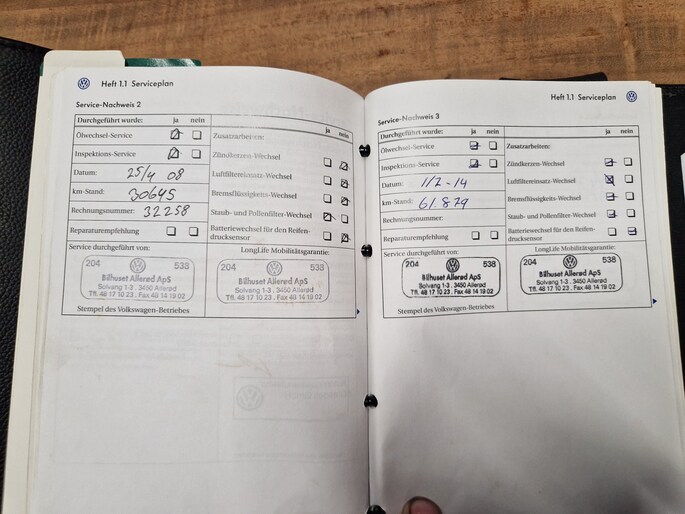 Heft 1.1 Serviceplan
Service-Nachweis 2
Durchgeführt wurde: ja nein
Ölwechsel-Service
Inspektions-Service
Datum: 25/4 08
km-Stand: 30645
Rechnungsnummer: 32258
Reparaturempfehlung
Zusatzarbeiten: ja nein
Zündkerzen-Wechsel
Luftfiltereinsatz-Wechsel
Bremsflüssigkeits-Wechsel
Staub- und Pollenfilter-Wechsel
Batteriewechsel für den Reifen-
drucksensor
Service durchgeführt von:
204 538
Bilhuset Allerød ApS
Solvang 1-3 . 3450 Allerød
Tlf. 48 17 10 23 . Fax 48 14 19 02
LongLife Mobilitätsgarantie:
204 538
Bilhuset Allerød ApS
Solvang 1-3 . 3450 Allerød
Tlf. 48 17 10 23 . Fax 48 14 19 02
Stempel des Volkswagen-Betriebes
Heft 1.1 Serviceplan
Service-Nachweis 3
Durchgeführt wurde: ja nein
Ölwechsel-Service
Inspektions-Service
Datum: 1/2-14
km-Stand: 61.879
Rechnungsnummer:
Reparaturempfehlung
Zusatzarbeiten: ja nein
Zündkerzen-Wechsel
Luftfiltereinsatz-Wechsel
Bremsflüssigkeits-Wechsel
Staub- und Pollenfilter-Wechsel
Batteriewechsel für den Reifen-
drucksensor
Service durchgeführt von:
204 538
Bilhuset Allerød ApS
Solvang 1-3 . 3450 Allerød
Tlf. 48 17 10 23 . Fax 48 14 19 02
LongLife Mobilitätsgarantie:
204 538
Bilhuset Allerød ApS
Solvang 1-3 . 3450 Allerød
Tlf. 48 17 10 23 . Fax 48 14 19 02
Stempel des Volkswagen-Betriebes